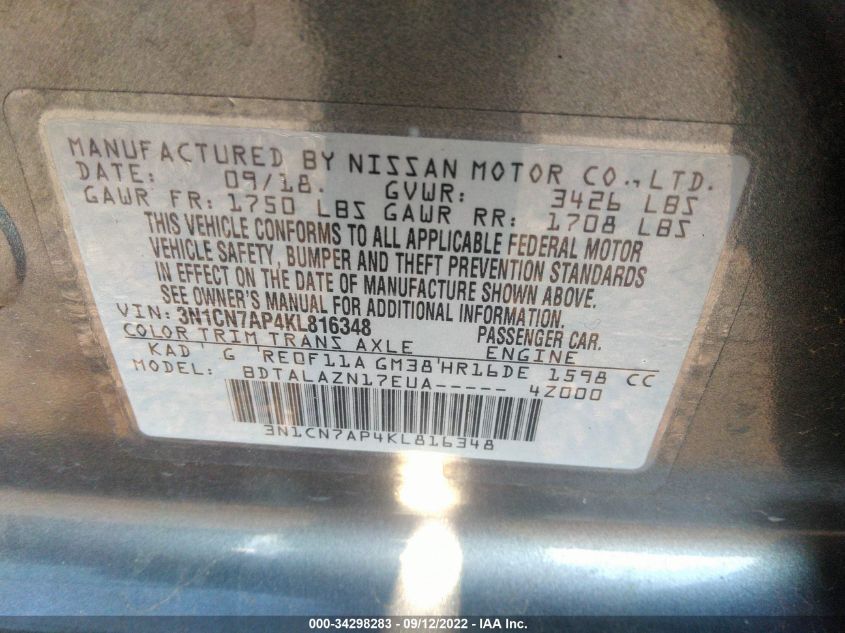 MANUFACTURED BY NISSAN MOTOR CO., LTD.
DATE: 09/18. GVWR: 3426 LBS
GAWR FR: 1750 LBS GAWR RR: 1708 LBS
THIS VEHICLE CONFORMS TO ALL APPLICABLE FEDERAL MOTOR
VEHICLE SAFETY, BUMPER AND THEFT PREVENTION STANDARDS
IN EFFECT ON THE DATE OF MANUFACTURE SHOWN ABOVE.
SEE OWNER'S MANUAL FOR ADDITIONAL INFORMATION.
VIN: 3N1CN7AP4KL816348 PASSENGER CAR.
COLOR TRIM TRANS AXLE ENGINE
KAD G RE0F11A GM38 HR16DE 1598 CC
MODEL: BDTALAZN17EUA----- 4Z000
3N1CN7AP4KL816348
000-34298283 - 09/12/2022 - IAA Inc.